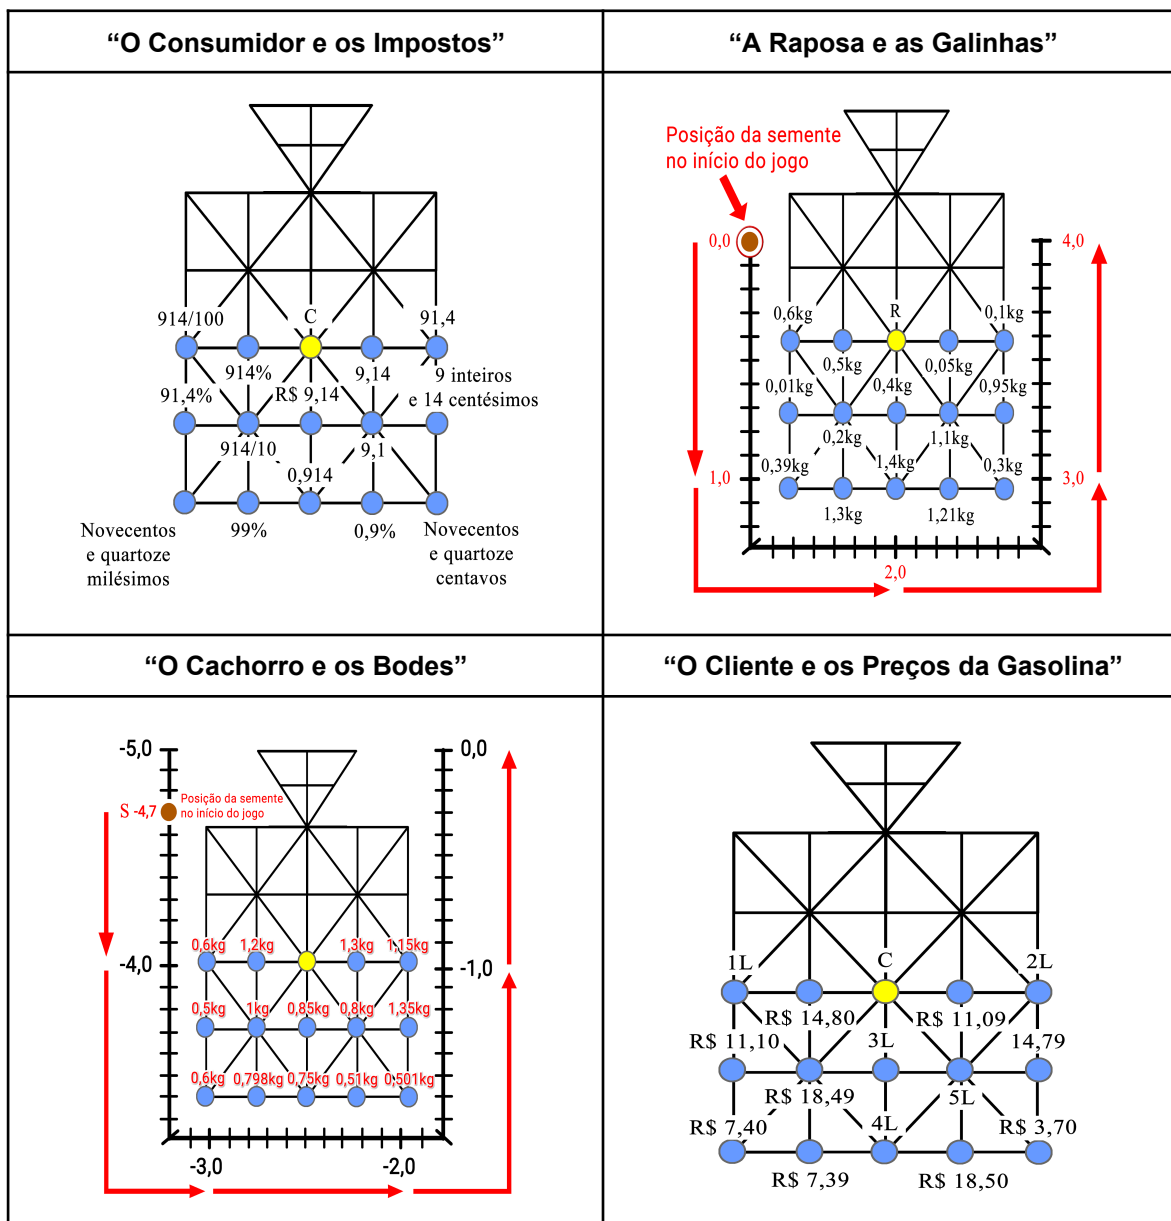 “O Consumidor e os Impostos”
“A Raposa e as Galinhas”
914/100
C
91,4
914%
9,14
9 inteiros
e 14 centésimos
91,4%
R$ 9,14
914/10
9,1
0,914
Novecentos
e quartoze
milésimos
99%
0,9%
Novecentos
e quartoze
centavos
Posição da semente
no início do jogo
0,0
4,0
0,6kg
R
0,1kg
0,5kg
0,05kg
0,01kg
0,4kg
0,95kg
0,2kg
1,1kg
0,39kg
1,4kg
0,3kg
1,0
3,0
1,3kg
1,21kg
2,0
“O Cachorro e os Bodes”
“O Cliente e os Preços da Gasolina”
-5,0
0,0
S -4,7
Posição da semente
no início do jogo
0,6kg
1,2kg
1,3kg
1,15kg
-4,0
-1,0
0,5kg
1kg
0,85kg
0,8kg
1,35kg
0,6kg
0,798kg
0,75kg
0,51kg
0,501kg
-3,0
-2,0
1L
C
2L
R$ 14,80
R$ 11,09
R$ 11,10
3L
14,79
R$ 18,49
5L
R$ 7,40
4L
R$ 3,70
R$ 7,39
R$ 18,50